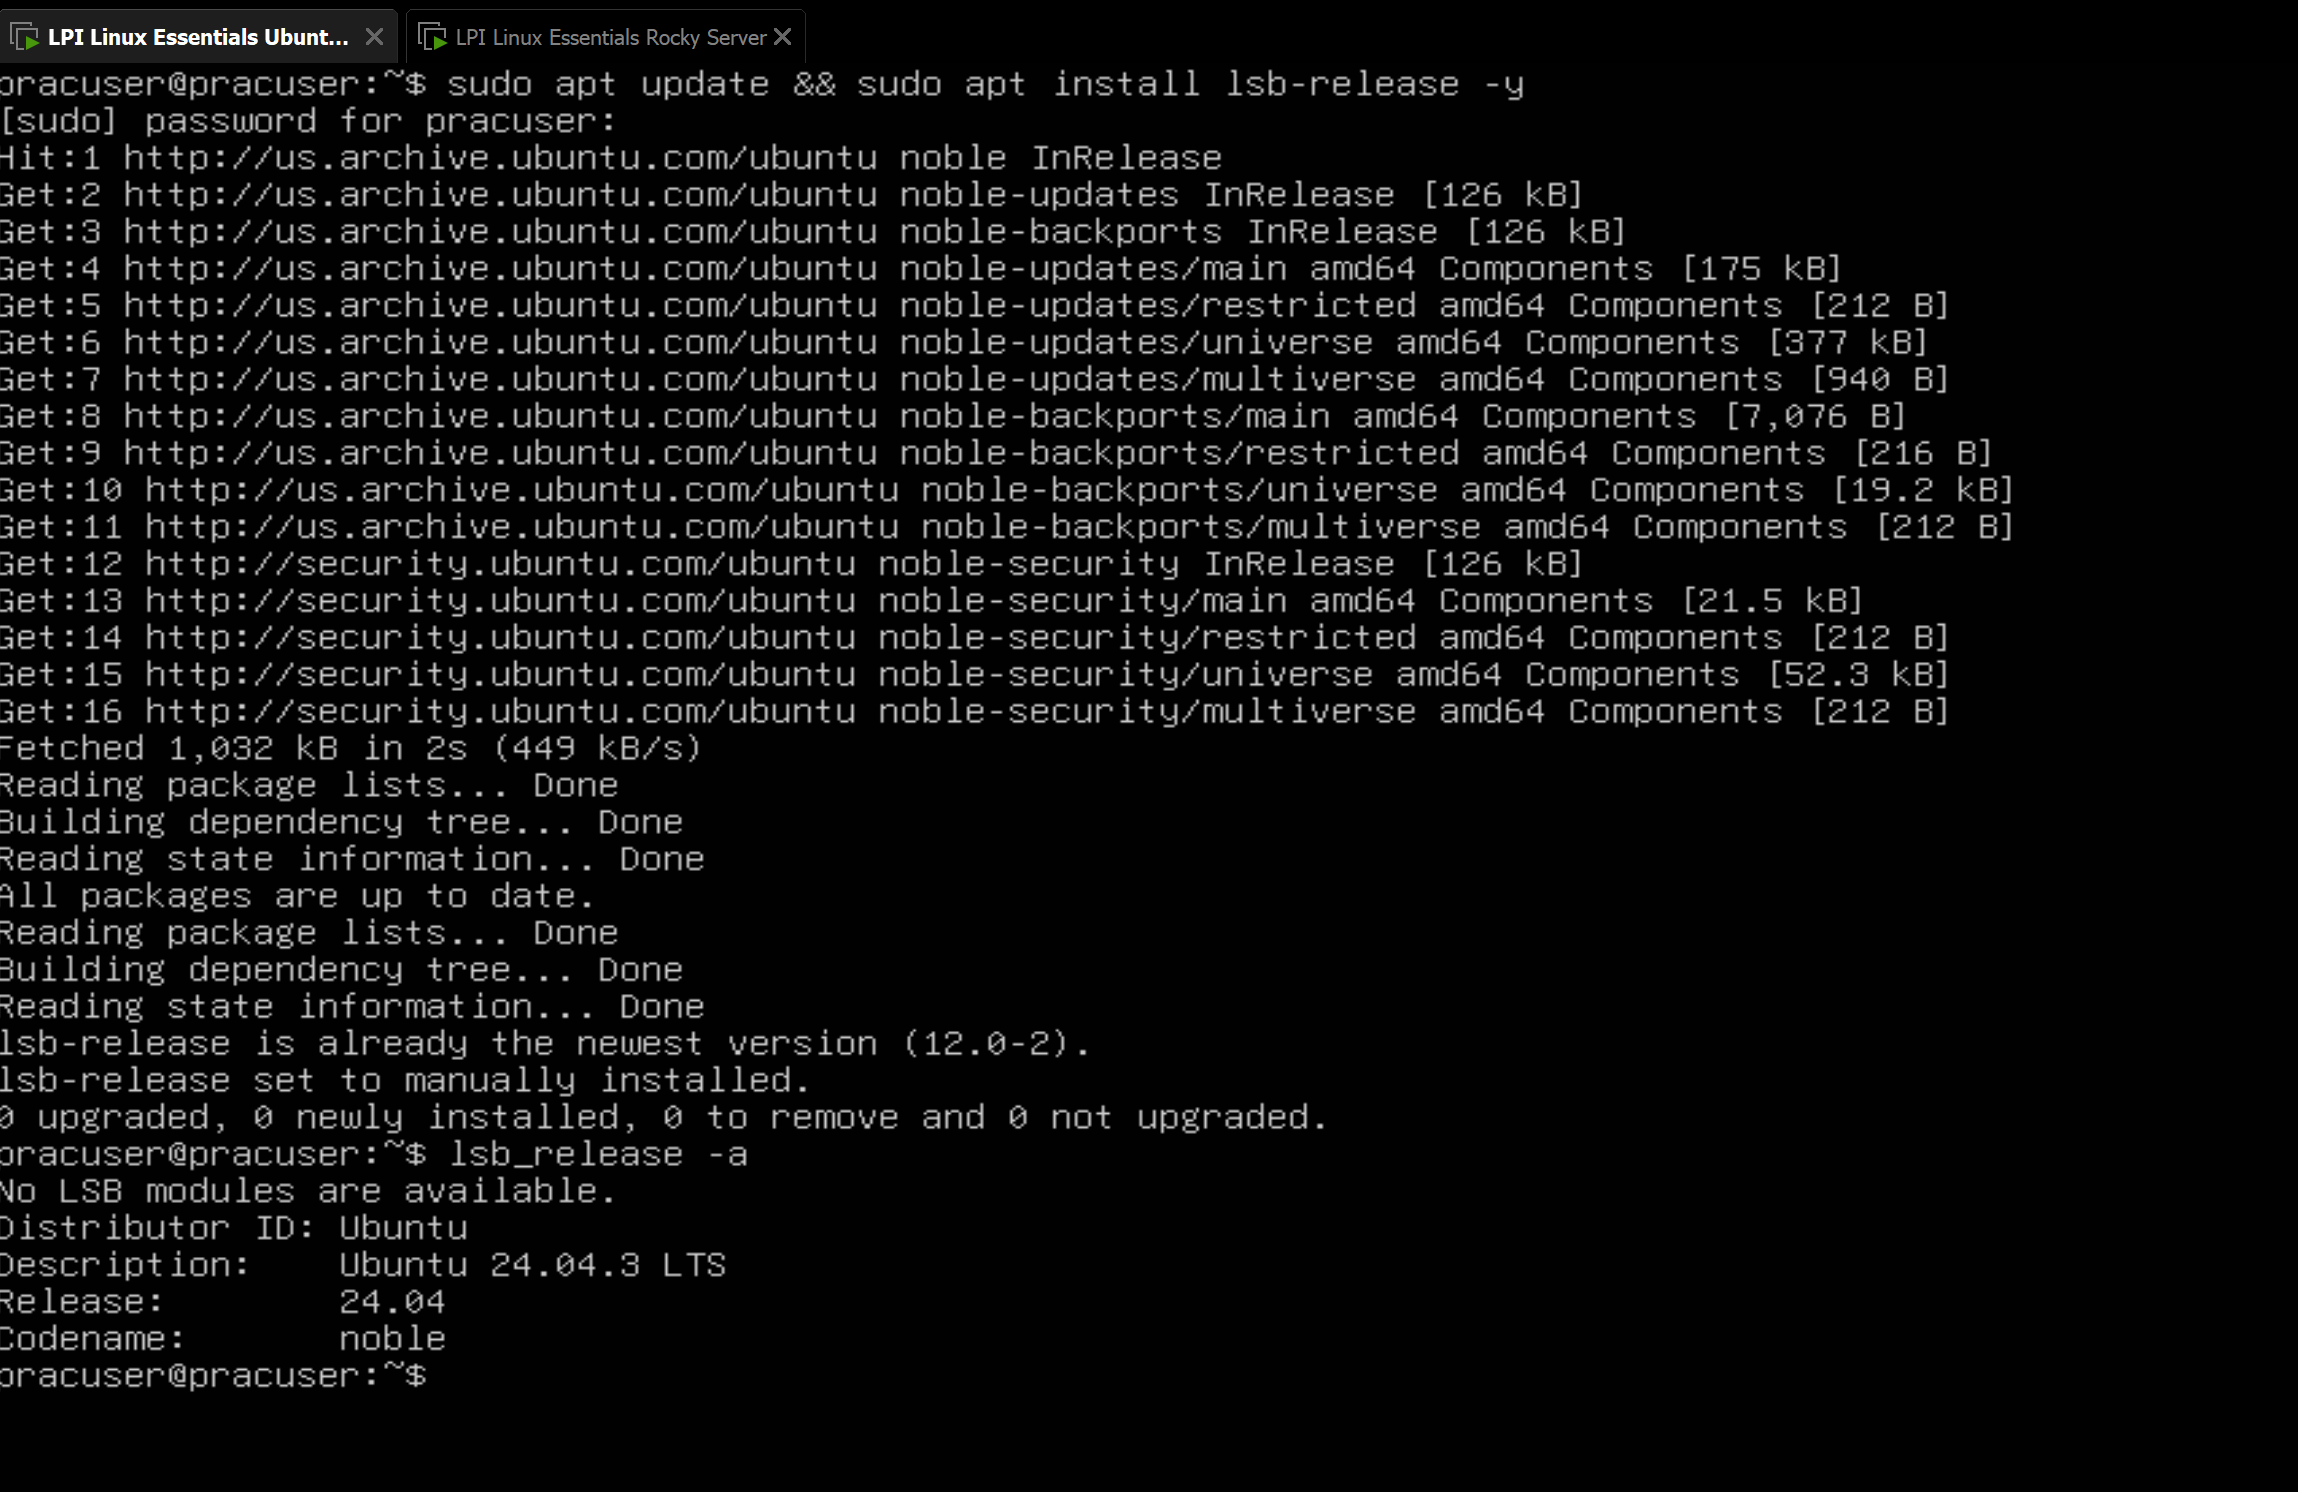 LPI Linux Essentials Ubunt...
LPI Linux Essentials Rocky Server
pracuser@pracuser:~$ sudo apt update && sudo apt install lsb-release -y
[sudo] password for pracuser:
Hit:1 http://us.archive.ubuntu.com/ubuntu noble InRelease
Get:2 http://us.archive.ubuntu.com/ubuntu noble-updates InRelease [126 kB]
Get:3 http://us.archive.ubuntu.com/ubuntu noble-backports InRelease [126 kB]
Get:4 http://us.archive.ubuntu.com/ubuntu noble-updates/main amd64 Components [175 kB]
Get:5 http://us.archive.ubuntu.com/ubuntu noble-updates/restricted amd64 Components [212 B]
Get:6 http://us.archive.ubuntu.com/ubuntu noble-updates/universe amd64 Components [377 kB]
Get:7 http://us.archive.ubuntu.com/ubuntu noble-updates/multiverse amd64 Components [940 B]
Get:8 http://us.archive.ubuntu.com/ubuntu noble-backports/main amd64 Components [7,076 B]
Get:9 http://us.archive.ubuntu.com/ubuntu noble-backports/restricted amd64 Components [216 B]
Get:10 http://us.archive.ubuntu.com/ubuntu noble-backports/universe amd64 Components [19.2 kB]
Get:11 http://us.archive.ubuntu.com/ubuntu noble-backports/multiverse amd64 Components [212 B]
Get:12 http://security.ubuntu.com/ubuntu noble-security InRelease [126 kB]
Get:13 http://security.ubuntu.com/ubuntu noble-security/main amd64 Components [21.5 kB]
Get:14 http://security.ubuntu.com/ubuntu noble-security/restricted amd64 Components [212 B]
Get:15 http://security.ubuntu.com/ubuntu noble-security/universe amd64 Components [52.3 kB]
Get:16 http://security.ubuntu.com/ubuntu noble-security/multiverse amd64 Components [212 B]
Fetched 1,032 kB in 2s (449 kB/s)
Reading package lists... Done
Building dependency tree... Done
Reading state information... Done
All packages are up to date.
Reading package lists... Done
Building dependency tree... Done
Reading state information... Done
lsb-release is already the newest version (12.0-2).
lsb-release set to manually installed.
0 upgraded, 0 newly installed, 0 to remove and 0 not upgraded.
pracuser@pracuser:~$ lsb_release -a
No LSB modules are available.
Distributor ID: Ubuntu
Description:    Ubuntu 24.04.3 LTS
Release:        24.04
Codename:       noble
pracuser@pracuser:~$